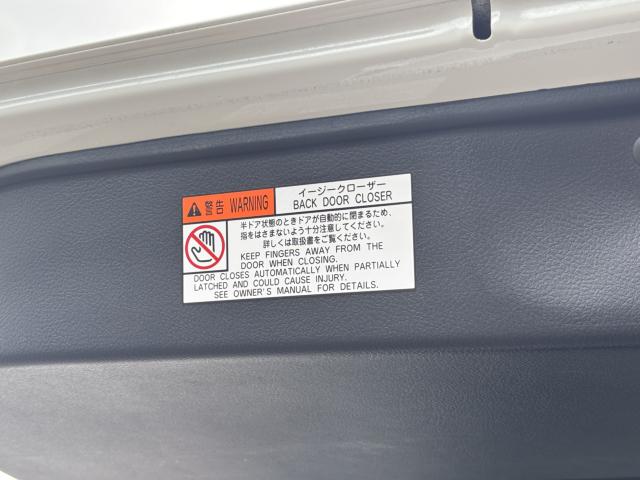 警告 WARNING
イージークローザー
BACK DOOR CLOSER
半ドア状態のときドアが自動的に閉まるため、
指をはさまないよう十分注意してください。
詳しくは取扱書をご覧ください。
KEEP FINGERS AWAY FROM THE
DOOR WHEN CLOSING.
DOOR CLOSES AUTOMATICALLY WHEN PARTIALLY
LATCHED AND COULD CAUSE INJURY.
SEE OWNER'S MANUAL FOR DETAILS.